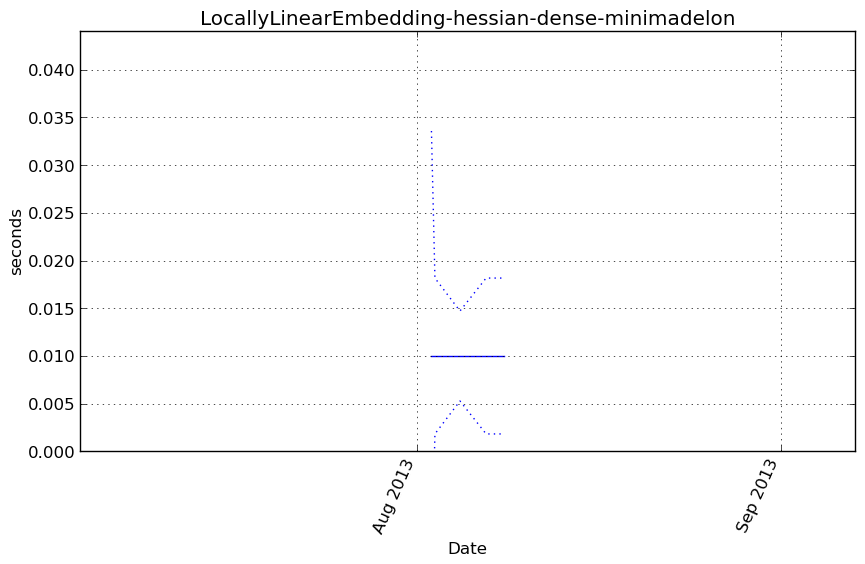 LocallyLinearEmbedding-hessian-dense-minimadelon
0.040
0.035
0.030
0.025
0.020
0.015
0.010
0.005
0.000
seconds
Aug 2013
Sep 2013
Date